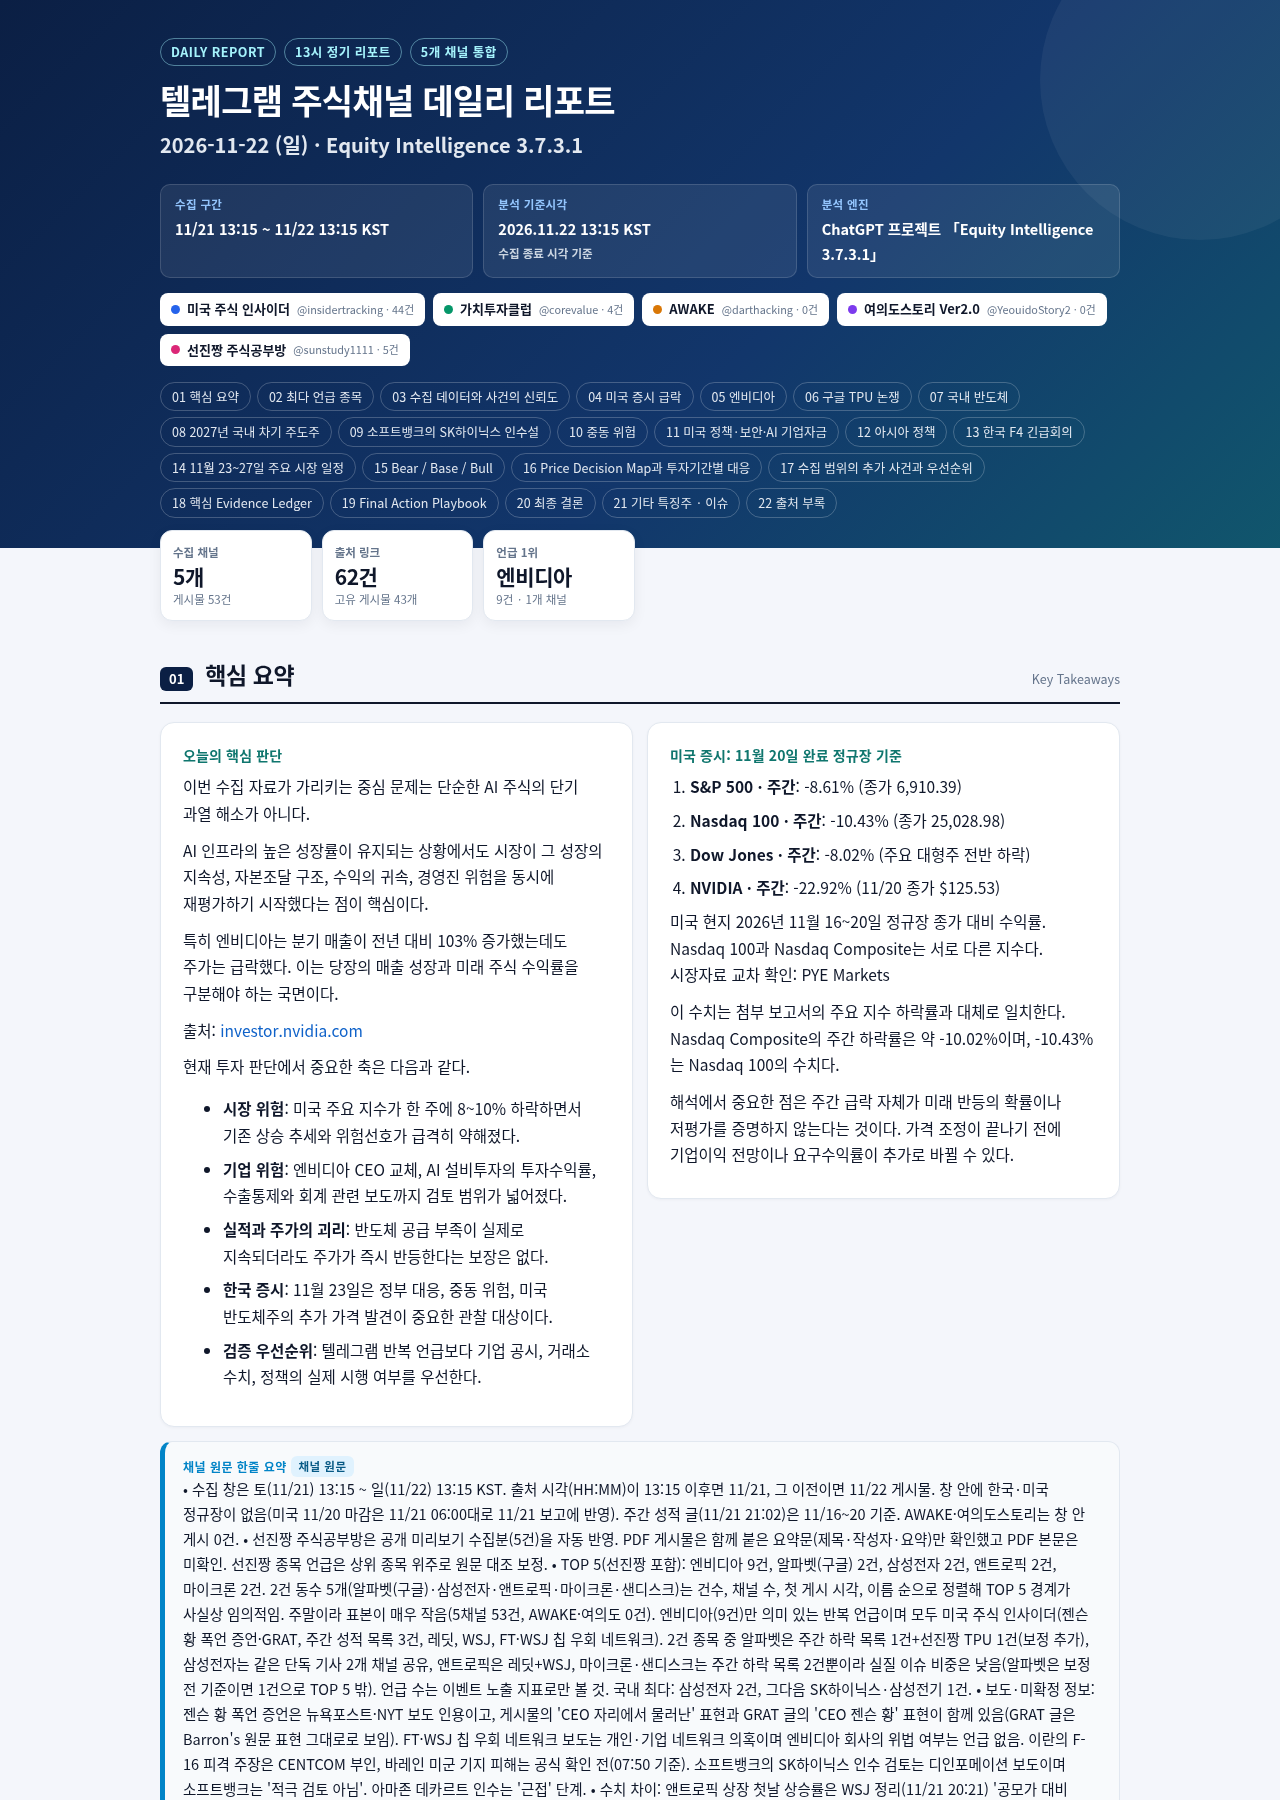 DAILY REPORT
13시 정기 리포트
5개 채널 통합
텔레그램 주식채널 데일리 리포트
2026-11-22 (일) · Equity Intelligence 3.7.3.1
수집 구간
11/21 13:15 ~ 11/22 13:15 KST
분석 기준시각
2026.11.22 13:15 KST
수집 종료 시각 기준
분석 엔진
ChatGPT 프로젝트 「Equity Intelligence
3.7.3.1」
미국 주식 인사이더 @insidertracking · 44건
가치투자클럽 @corevalue · 4건
AWAKE @darthacking · 0건
여의도스토리 Ver2.0 @YeouidoStory2 · 0건
선진짱 주식공부방 @sunstudy1111 · 5건
01 핵심 요약
02 최다 언급 종목
03 수집 데이터와 사건의 신뢰도
04 미국 증시 급락
05 엔비디아
06 구글 TPU 논쟁
07 국내 반도체
08 2027년 국내 차기 주도주
09 소프트뱅크의 SK하이닉스 인수설
10 중동 위험
11 미국 정책·보안·AI 기업자금
12 아시아 정책
13 한국 F4 긴급회의
14 11월 23~27일 주요 시장 일정
15 Bear / Base / Bull
16 Price Decision Map과 투자기간별 대응
17 수집 범위의 추가 사건과 우선순위
18 핵심 Evidence Ledger
19 Final Action Playbook
20 최종 결론
21 기타 특징주 · 이슈
22 출처 부록
수집 채널
5개
게시물 53건
출처 링크
62건
고유 게시물 43개
언급 1위
엔비디아
9건 · 1개 채널
01 핵심 요약
Key Takeaways
오늘의 핵심 판단
이번 수집 자료가 가리키는 중심 문제는 단순한 AI 주식의 단기
과열 해소가 아니다.
AI 인프라의 높은 성장률이 유지되는 상황에서도 시장이 그 성장의
지속성, 자본조달 구조, 수익의 귀속, 경영진 위험을 동시에
재평가하기 시작했다는 점이 핵심이다.
특히 엔비디아는 분기 매출이 전년 대비 103% 증가했는데도
주가는 급락했다. 이는 당장의 매출 성장과 미래 주식 수익률을
구분해야 하는 국면이다.
출처: investor.nvidia.com
현재 투자 판단에서 중요한 축은 다음과 같다.
• 시장 위험: 미국 주요 지수가 한 주에 8~10% 하락하면서
기존 상승 추세와 위험선호가 급격히 약해졌다.
• 기업 위험: 엔비디아 CEO 교체, AI 설비투자의 투자수익률,
수출통제와 회계 관련 보도까지 검토 범위가 넓어졌다.
• 실적과 주가의 괴리: 반도체 공급 부족이 실제로
지속되더라도 주가가 즉시 반등한다는 보장은 없다.
• 한국 증시: 11월 23일은 정부 대응, 중동 위험, 미국
반도체주의 추가 가격 발견이 중요한 관찰 대상이다.
• 검증 우선순위: 텔레그램 반복 언급보다 기업 공시, 거래소
수치, 정책의 실제 시행 여부를 우선한다.
미국 증시: 11월 20일 완료 정규장 기준
1. S&P 500 · 주간: -8.61% (종가 6,910.39)
2. Nasdaq 100 · 주간: -10.43% (종가 25,028.98)
3. Dow Jones · 주간: -8.02% (주요 대형주 전반 하락)
4. NVIDIA · 주간: -22.92% (11/20 종가 $125.53)
미국 현지 2026년 11월 16~20일 정규장 종가 대비 수익률.
Nasdaq 100과 Nasdaq Composite는 서로 다른 지수다.
시장자료 교차 확인: PYE Markets
이 수치는 첨부 보고서의 주요 지수 하락률과 대체로 일치한다.
Nasdaq Composite의 주간 하락률은 약 -10.02%이며, -10.43%
는 Nasdaq 100의 수치다.
해석에서 중요한 점은 주간 급락 자체가 미래 반등의 확률이나
저평가를 증명하지 않는다는 것이다. 가격 조정이 끝나기 전에
기업이익 전망이나 요구수익률이 추가로 바뀔 수 있다.
채널 원문 한줄 요약 채널 원문
• 수집 창은 토(11/21) 13:15 ~ 일(11/22) 13:15 KST. 출처 시각(HH:MM)이 13:15 이후면 11/21, 그 이전이면 11/22 게시물. 창 안에 한국·미국
정규장이 없음(미국 11/20 마감은 11/21 06:00대로 11/21 보고에 반영). 주간 성적 글(11/21 21:02)은 11/16~20 기준. AWAKE·여의도스토리는 창 안
게시 0건. • 선진짱 주식공부방은 공개 미리보기 수집분(5건)을 자동 반영. PDF 게시물은 함께 붙은 요약문(제목·작성자·요약)만 확인했고 PDF 본문은
미확인. 선진짱 종목 언급은 상위 종목 위주로 원문 대조 보정. • TOP 5(선진짱 포함): 엔비디아 9건, 알파벳(구글) 2건, 삼성전자 2건, 앤트로픽 2건,
마이크론 2건. 2건 동수 5개(알파벳(구글)·삼성전자·앤트로픽·마이크론·샌디스크)는 건수, 채널 수, 첫 게시 시각, 이름 순으로 정렬해 TOP 5 경계가
사실상 임의적임. 주말이라 표본이 매우 작음(5채널 53건, AWAKE·여의도 0건). 엔비디아(9건)만 의미 있는 반복 언급이며 모두 미국 주식 인사이더(젠슨
황 폭언 증언·GRAT, 주간 성적 목록 3건, 레딧, WSJ, FT·WSJ 칩 우회 네트워크). 2건 종목 중 알파벳은 주간 하락 목록 1건+선진짱 TPU 1건(보정 추가),
삼성전자는 같은 단독 기사 2개 채널 공유, 앤트로픽은 레딧+WSJ, 마이크론·샌디스크는 주간 하락 목록 2건뿐이라 실질 이슈 비중은 낮음(알파벳은 보정
전 기준이면 1건으로 TOP 5 밖). 언급 수는 이벤트 노출 지표로만 볼 것. 국내 최다: 삼성전자 2건, 그다음 SK하이닉스·삼성전기 1건. • 보도·미확정 정보:
젠슨 황 폭언 증언은 뉴욕포스트·NYT 보도 인용이고, 게시물의 'CEO 자리에서 물러난' 표현과 GRAT 글의 'CEO 젠슨 황' 표현이 함께 있음(GRAT 글은
Barron's 원문 표현 그대로로 보임). FT·WSJ 칩 우회 네트워크 보도는 개인·기업 네트워크 의혹이며 엔비디아 회사의 위법 여부는 언급 없음. 이란의 F-
16 피격 주장은 CENTCOM 부인, 바레인 미군 기지 피해는 공식 확인 전(07:50 기준). 소프트뱅크의 SK하이닉스 인수 검토는 디인포메이션 보도이며
소프트뱅크는 '적극 검토 아님'. 아마존 데카르트 인수는 '근접' 단계. • 수치 차이: 앤트로픽 상장 첫날 상승률은 WSJ 정리(11/21 20:21) '공모가 대비